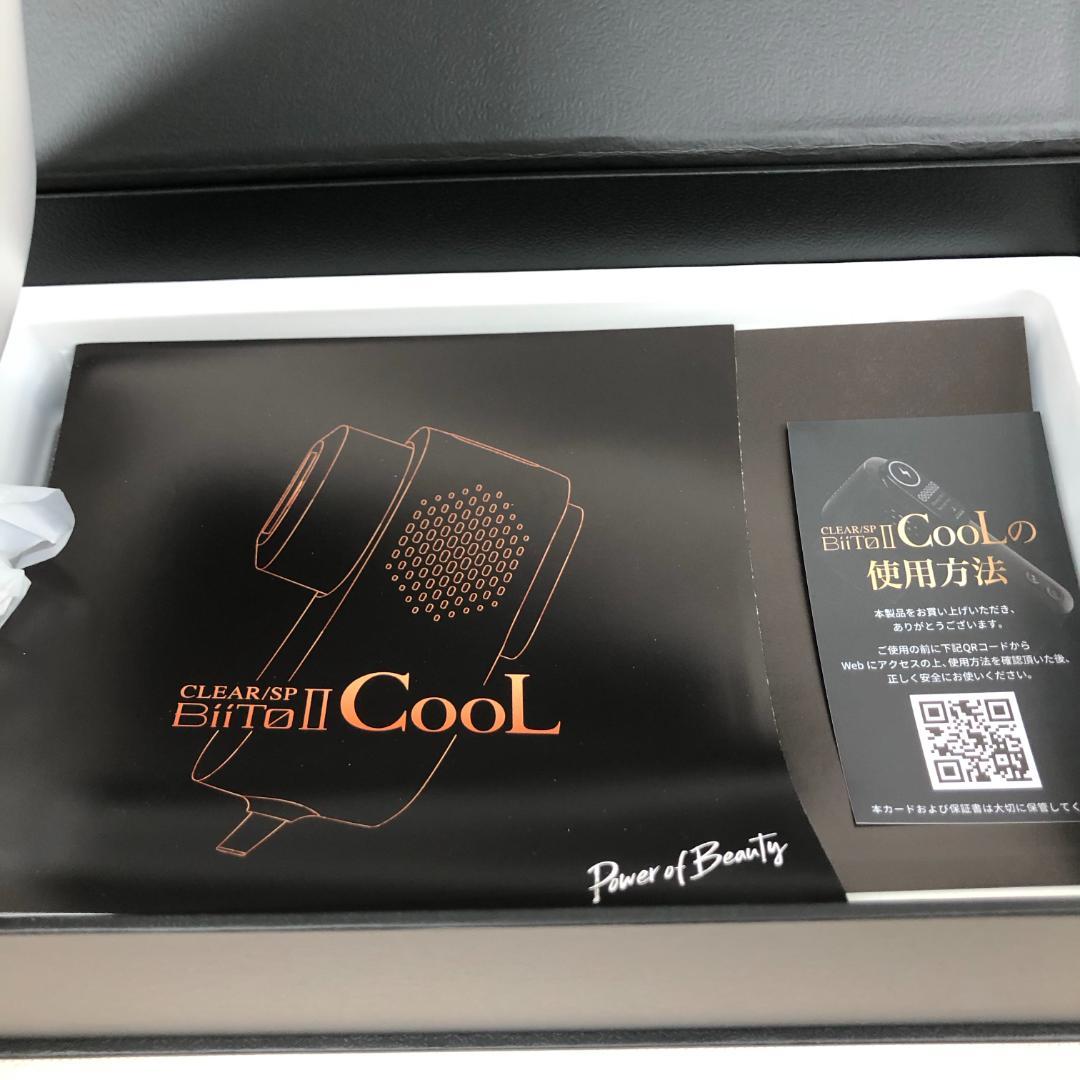 CLEAR/SP
BiiTo II CooL
Power of Beauty
CLEAR/SP
BiiTo II CooLの
使用方法
本製品をお買い上げいただき、
ありがとうございます。
ご使用の前に下記QRコードから
Webにアクセスの上、使用方法を確認頂いた後、
正しく安全にお使いください。
本カードおよび保証書は大切に保管してく